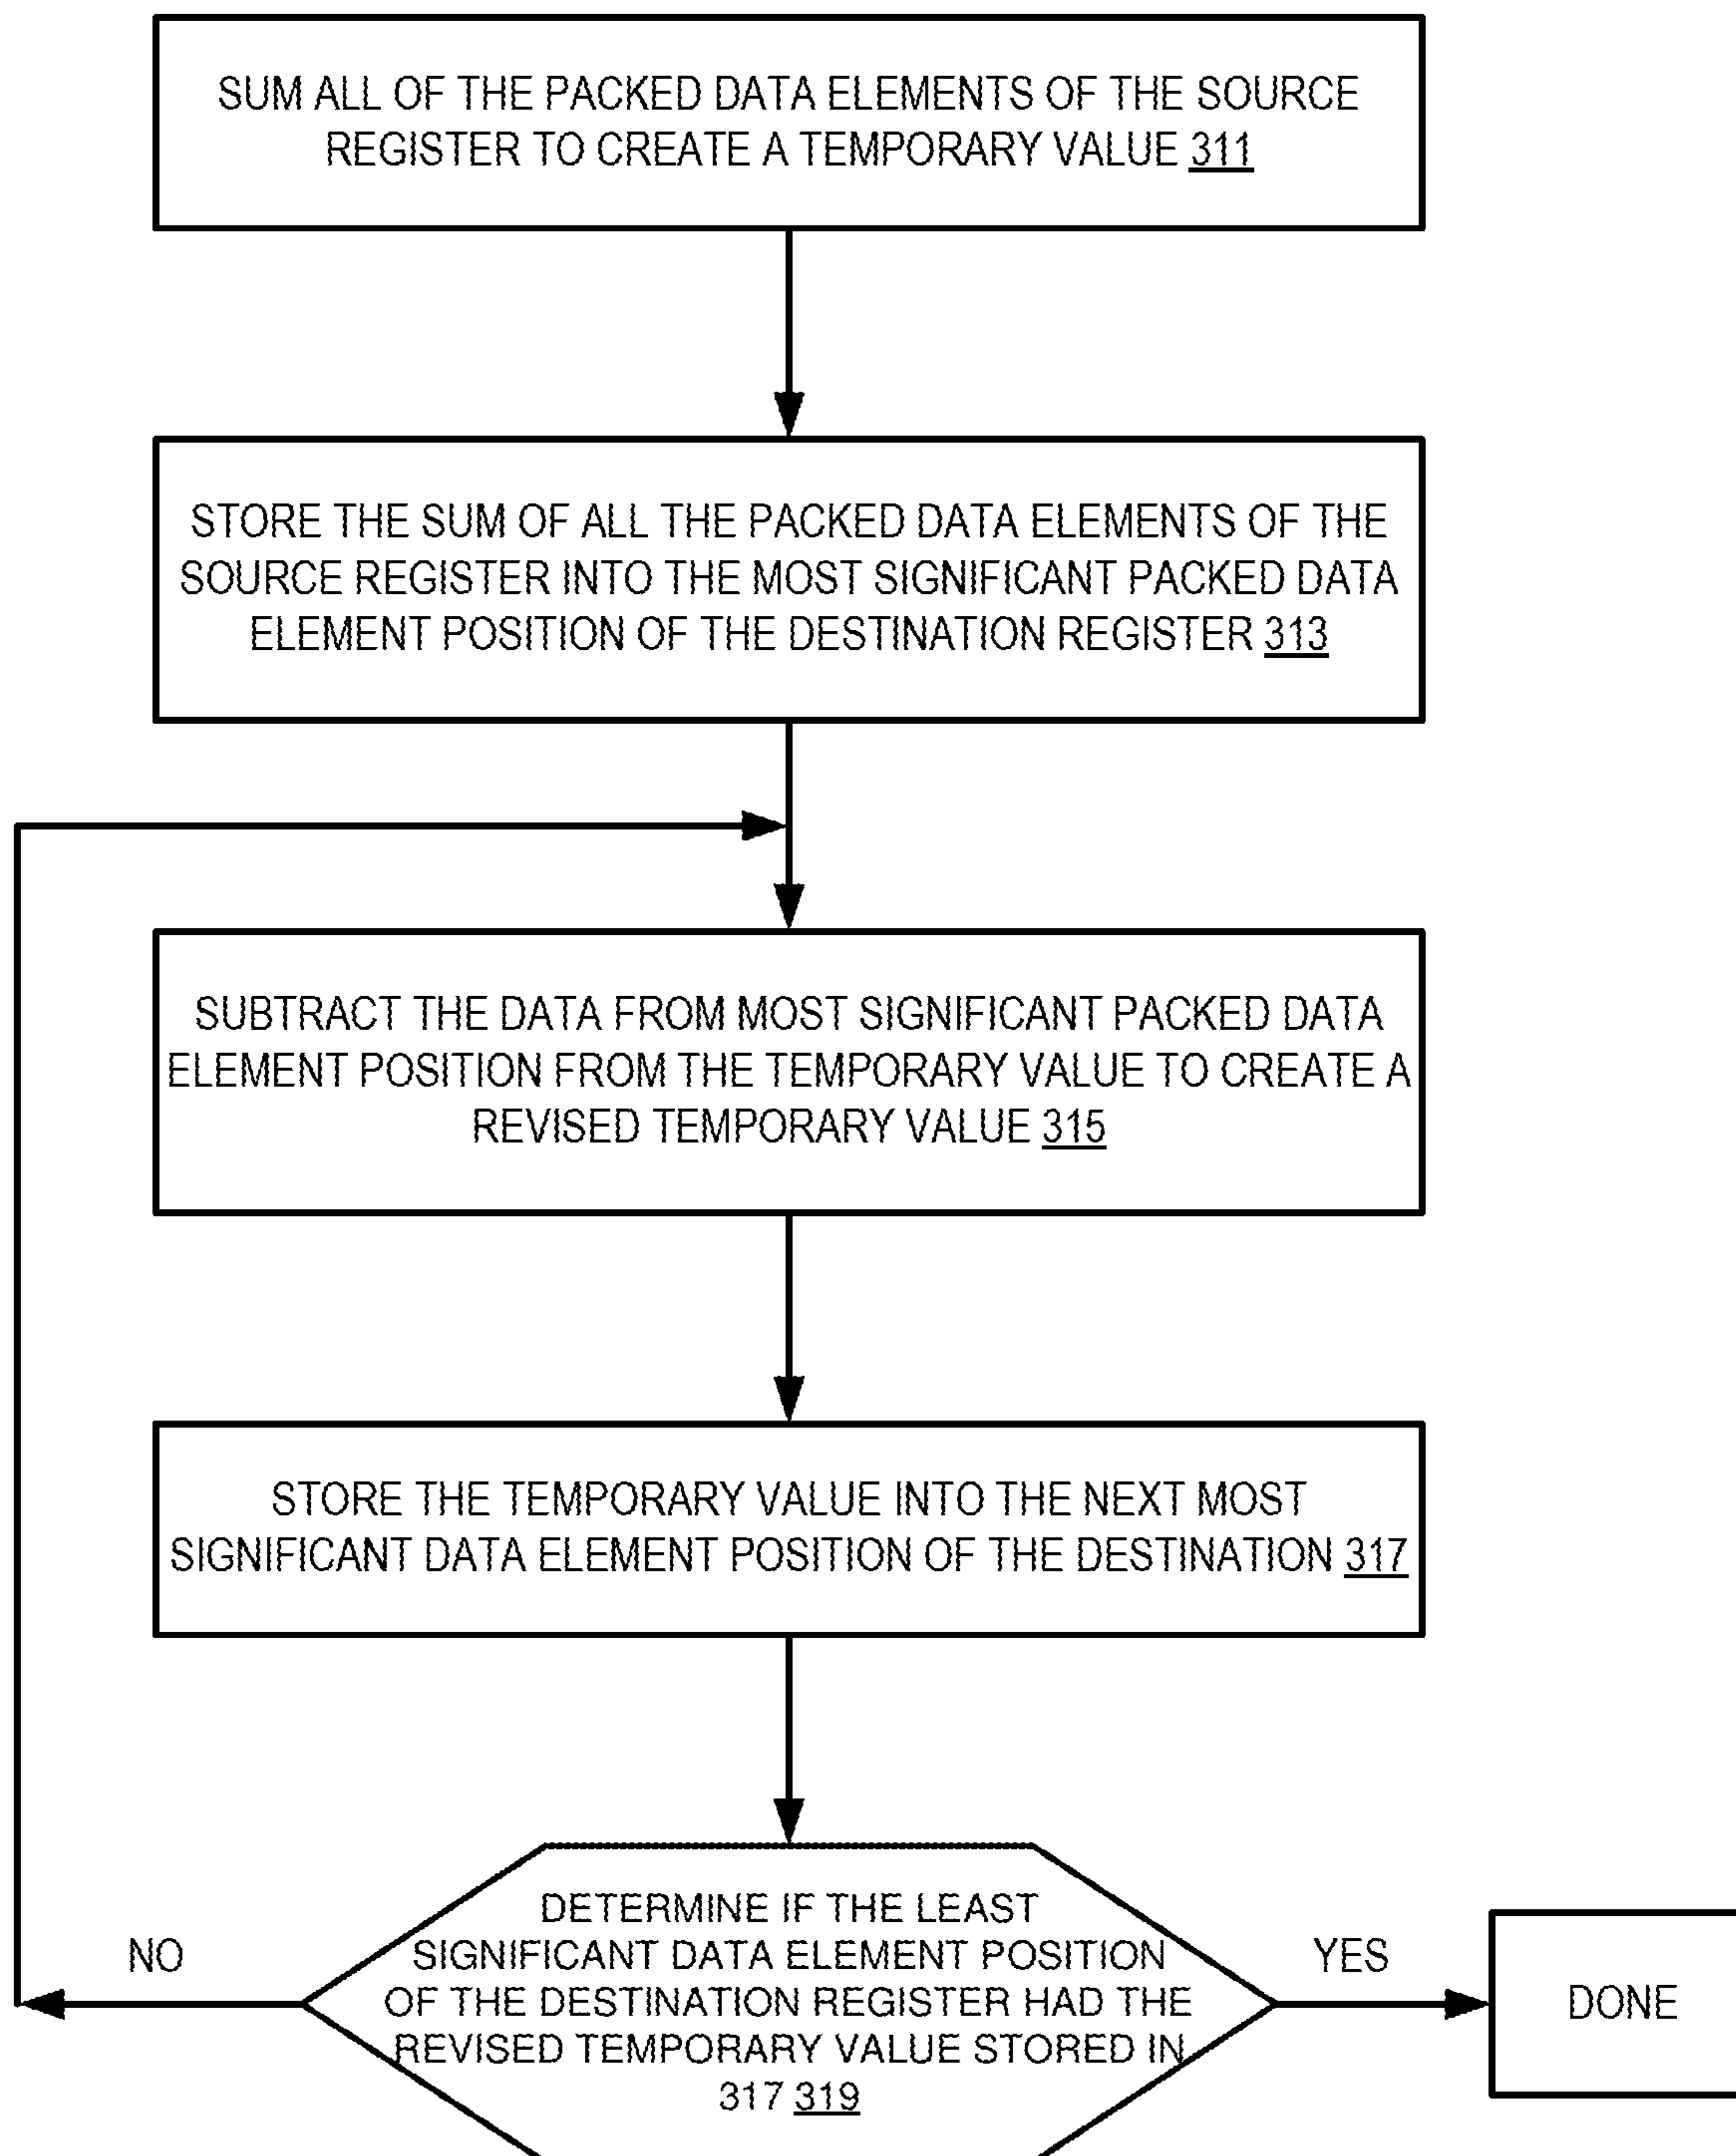 SUM ALL OF THE PACKED DATA ELEMENTS OF THE SOURCE
REGISTER TO CREATE A TEMPORARY VALUE 311
STORE THE SUM OF ALL THE PACKED DATA ELEMENTS OF THE
SOURCE REGISTER INTO THE MOST SIGNIFICANT PACKED DATA
ELEMENT POSITION OF THE DESTINATION REGISTER 313
SUBTRACT THE DATA FROM MOST SIGNIFICANT PACKED DATA
ELEMENT POSITION FROM THE TEMPORARY VALUE TO CREATE A
REVISED TEMPORARY VALUE 315
STORE THE TEMPORARY VALUE INTO THE NEXT MOST
SIGNIFICANT DATA ELEMENT POSITION OF THE DESTINATION 317
NO
DETERMINE IF THE LEAST
SIGNIFICANT DATA ELEMENT POSITION
OF THE DESTINATION REGISTER HAD THE
REVISED TEMPORARY VALUE STORED IN
317 319
YES
DONE